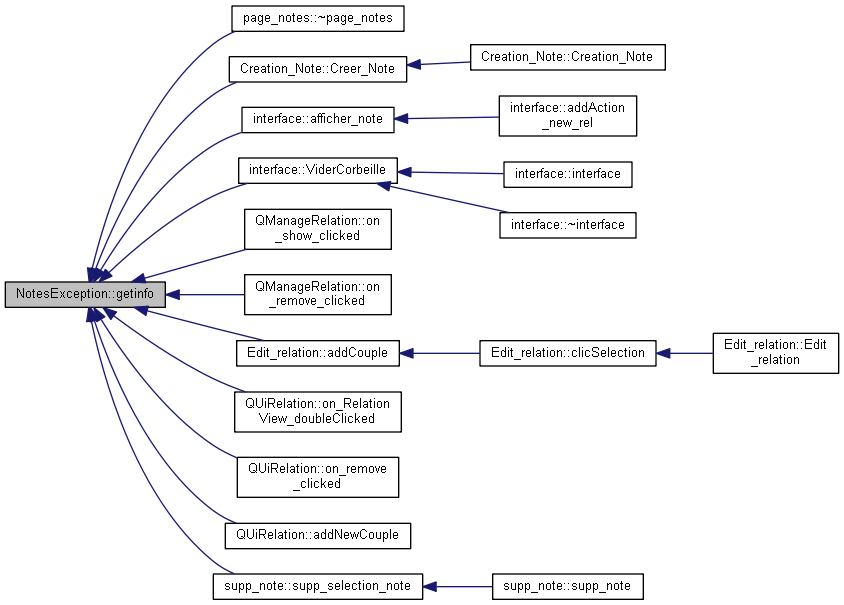 page_notes::~page_notes
Creation_Note::Creer_Note
Creation_Note::Creation_Note
interface::afficher_note
interface::addAction
_new_rel
interface::ViderCorbeille
interface::interface
interface::~interface
QManageRelation::on
_show_clicked
NotesException::getinfo
QManageRelation::on
_remove_clicked
Edit_relation::addCouple
Edit_relation::clicSelection
Edit_relation::Edit
_relation
QUiRelation::on_Relation
View_doubleClicked
QUiRelation::on_remove
_clicked
QUiRelation::addNewCouple
supp_note::supp_selection_note
supp_note::supp_note